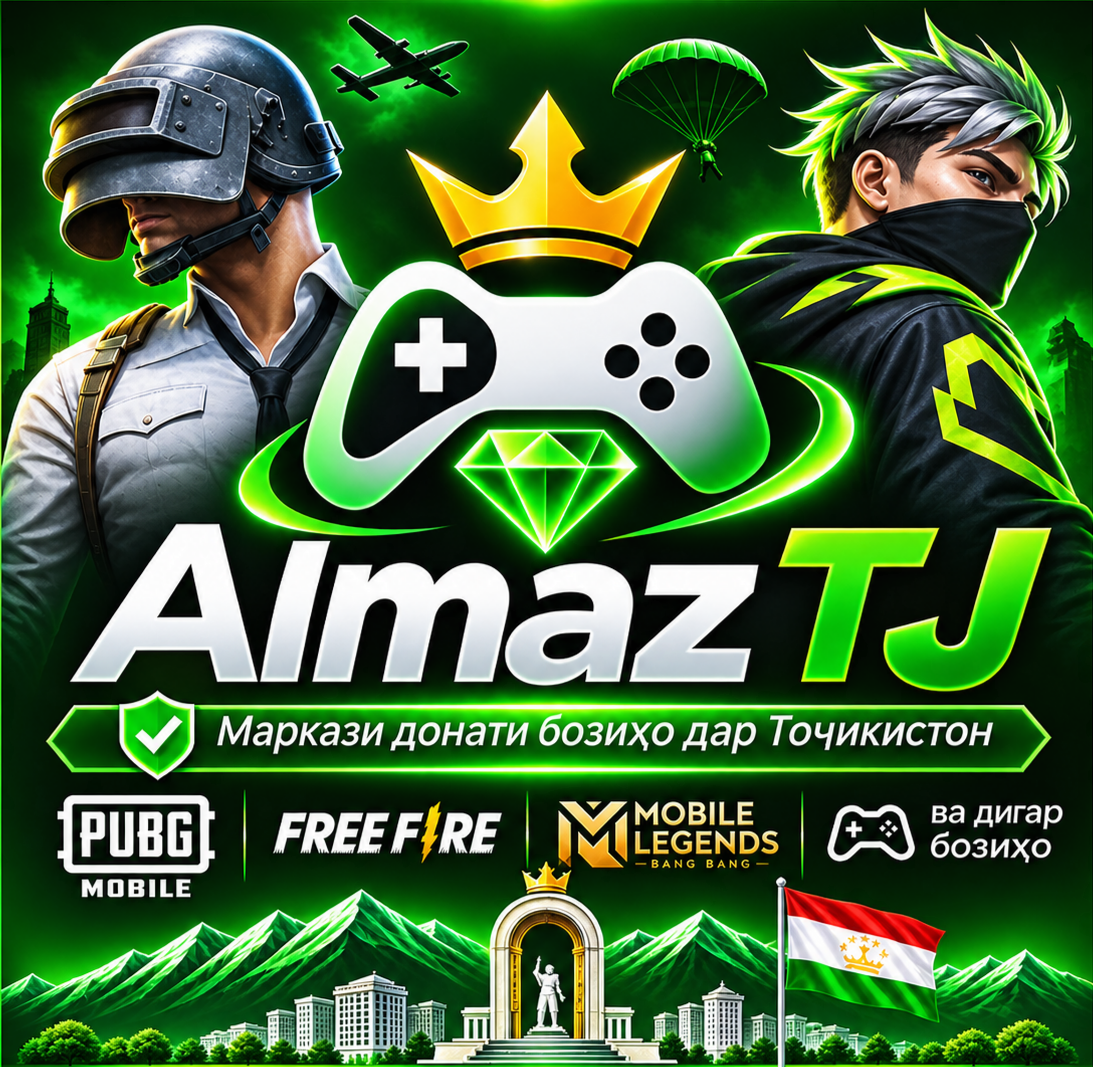 Almaz TJ
Маркази донати бозиҳо дар Тоҷикистон
PUBG
MOBILE
FREE FIRE
MOBILE
LEGENDS
BANG BANG
ва дигар
бозиҳо